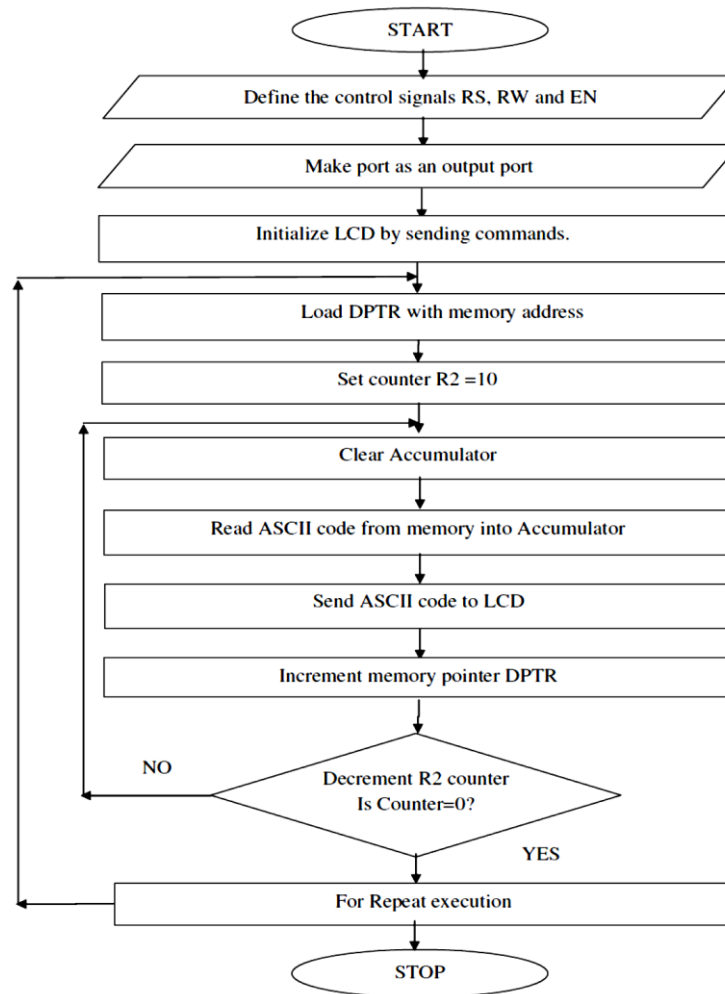 START
Define the control signals RS, RW and EN
Make port as an output port
Initialize LCD by sending commands.
Load DPTR with memory address
Set counter R2 =10
Clear Accumulator
Read ASCII code from memory into Accumulator
Send ASCII code to LCD
Increment memory pointer DPTR
NO
Decrement R2 counter
Is Counter=0?
YES
For Repeat execution
STOP